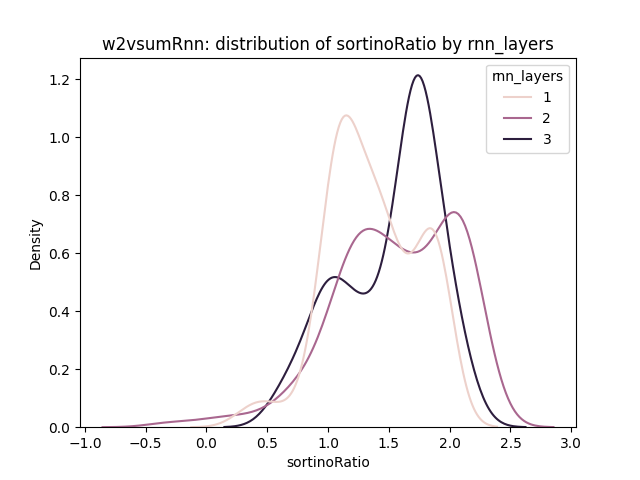 w2vsumRnn: distribution of sortinoRatio by rnn_layers
rnn_layers
1
2
3
Density
1.2
1.0
0.8
0.6
0.4
0.2
0.0
−1.0 −0.5 0.0 0.5 1.0 1.5 2.0 2.5 3.0
sortinoRatio